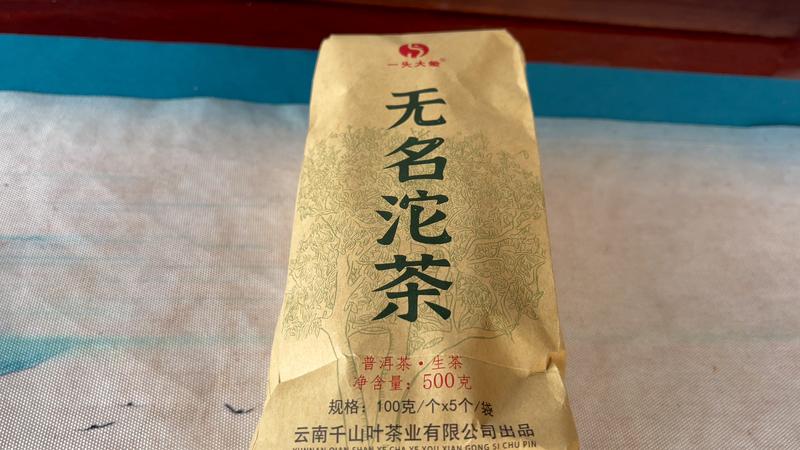 一头大象®
无名沱茶
普洱茶·生茶
净含量：500克
规格：100克/个x5个/袋
云南千山叶茶业有限公司出品
YUNNAN QIAN SHAN YE CHA YE YOU XIAN GONG SI CHU PIN